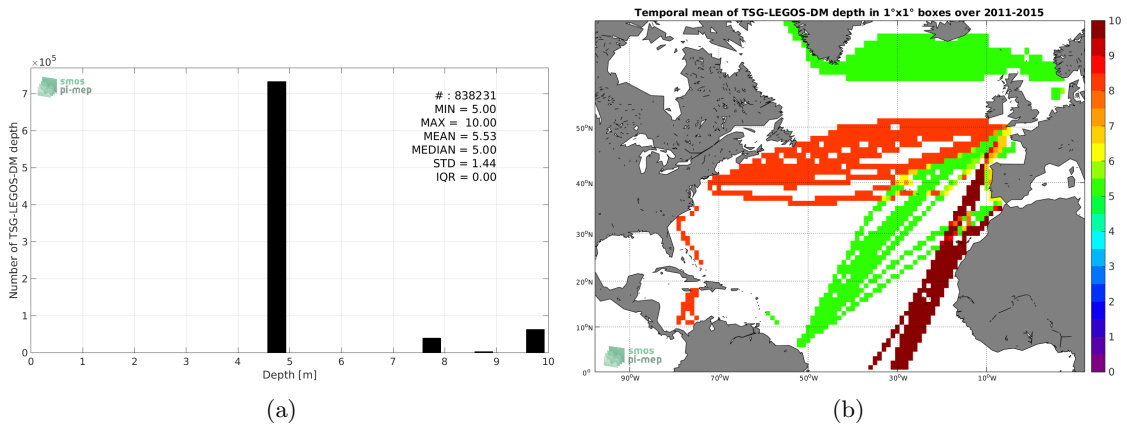 ×10⁵
7
6
5
4
3
2
1
0
Number of TSG-LEGOS-DM depth
smos
pi-mep
# : 838231
MIN = 5.00
MAX = 10.00
MEAN = 5.53
MEDIAN = 5.00
STD = 1.44
IQR = 0.00
0 1 2 3 4 5 6 7 8 9 10
Depth [m]
(a)
Temporal mean of TSG-LEGOS-DM depth in 1°x1° boxes over 2011-2015
50°N
40°N
30°N
20°N
10°N
0°
90°W 70°W 50°W 30°W 10°W
smos
pi-mep
10
9
8
7
6
5
4
3
2
1
0
(b)